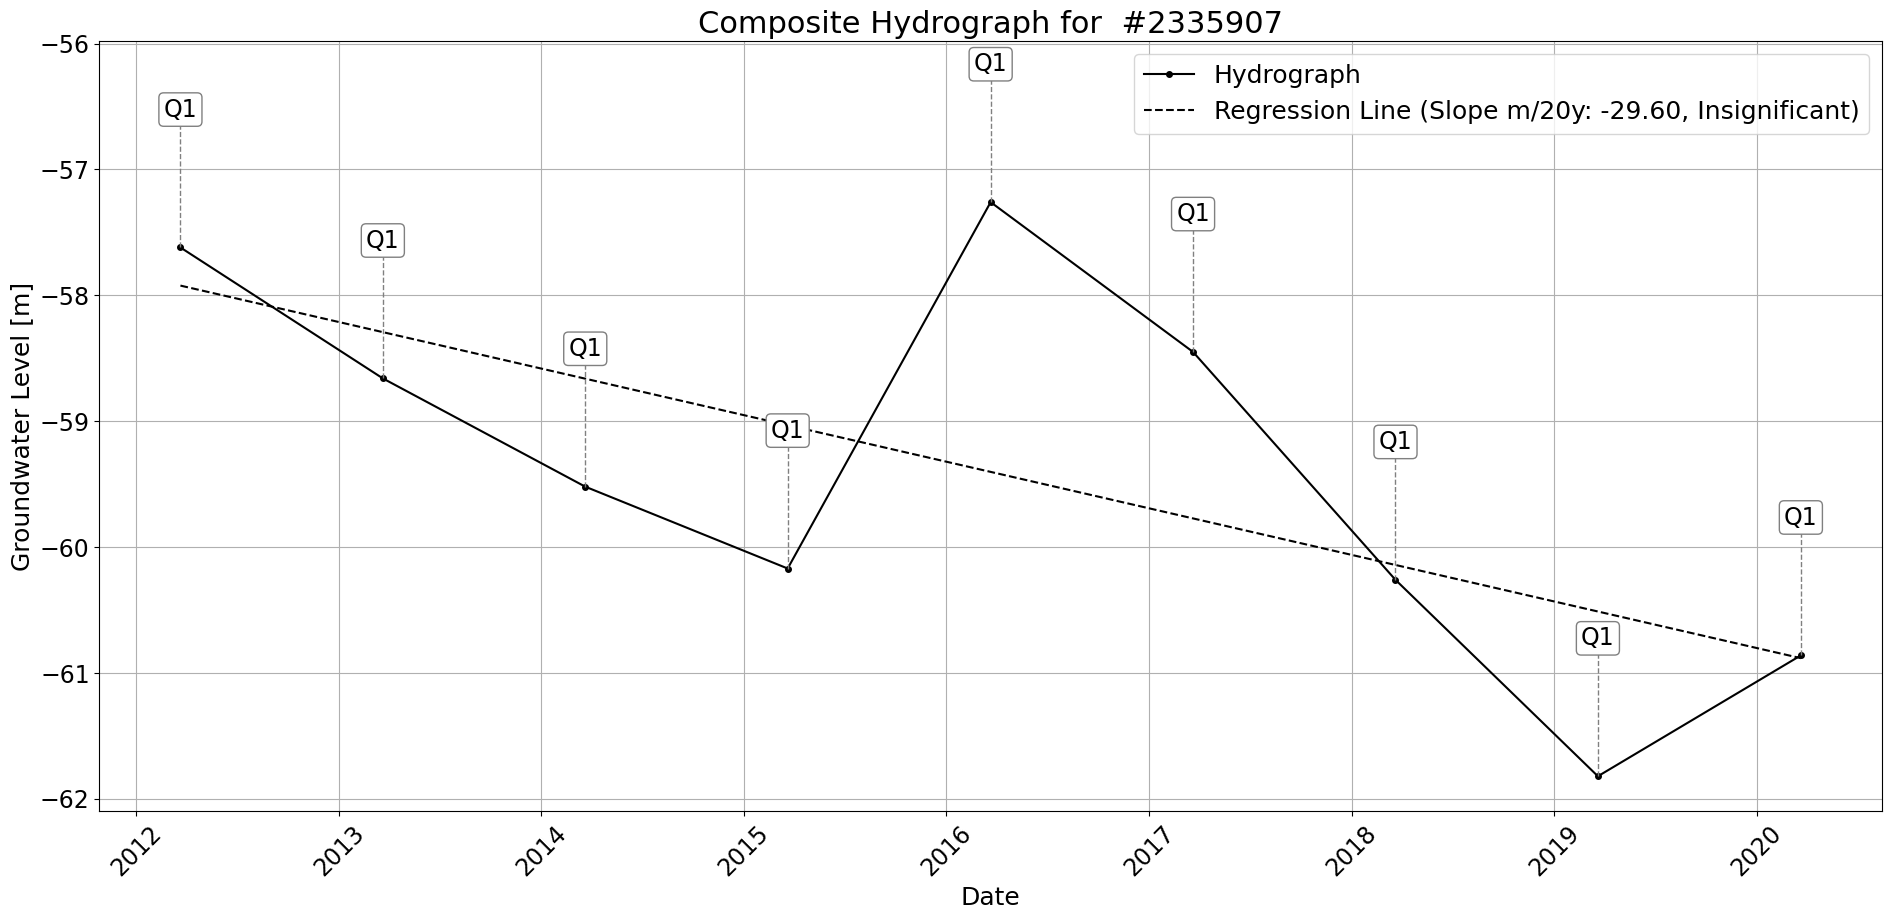 Composite Hydrograph for  #2335907
Hydrograph
Regression Line (Slope m/20y: -29.60, Insignificant)
Groundwater Level [m]
−56
−57
−58
−59
−60
−61
−62
Q1
Q1
Q1
Q1
Q1
Q1
Q1
Q1
Q1
2012
2013
2014
2015
2016
2017
2018
2019
2020
Date